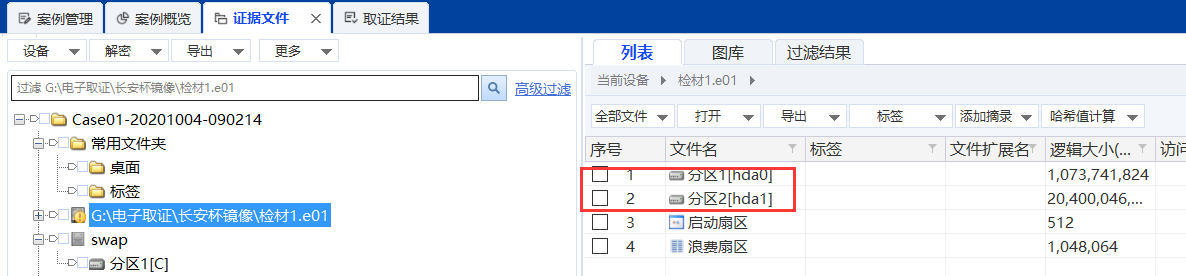 案例管理 案例概览 证据文件 × 取证结果
设备 解密 导出 更多
列表 图库 过滤结果
过滤 G:\电子取证\长安杯镜像\检材1.e01 高级过滤
当前设备 检材1.e01
Case01-20201004-090214
全部文件 打开 导出 标签 添加摘录 哈希值计算
常用文件夹
序号 文件名 标签 文件扩展名 逻辑大小(... 访问
桌面
1 分区1[hda0] 1,073,741,824
标签
2 分区2[hda1] 20,400,046,...
G:\电子取证\长安杯镜像\检材1.e01
3 启动扇区 512
swap
4 浪费扇区 1,048,064
分区1[C]